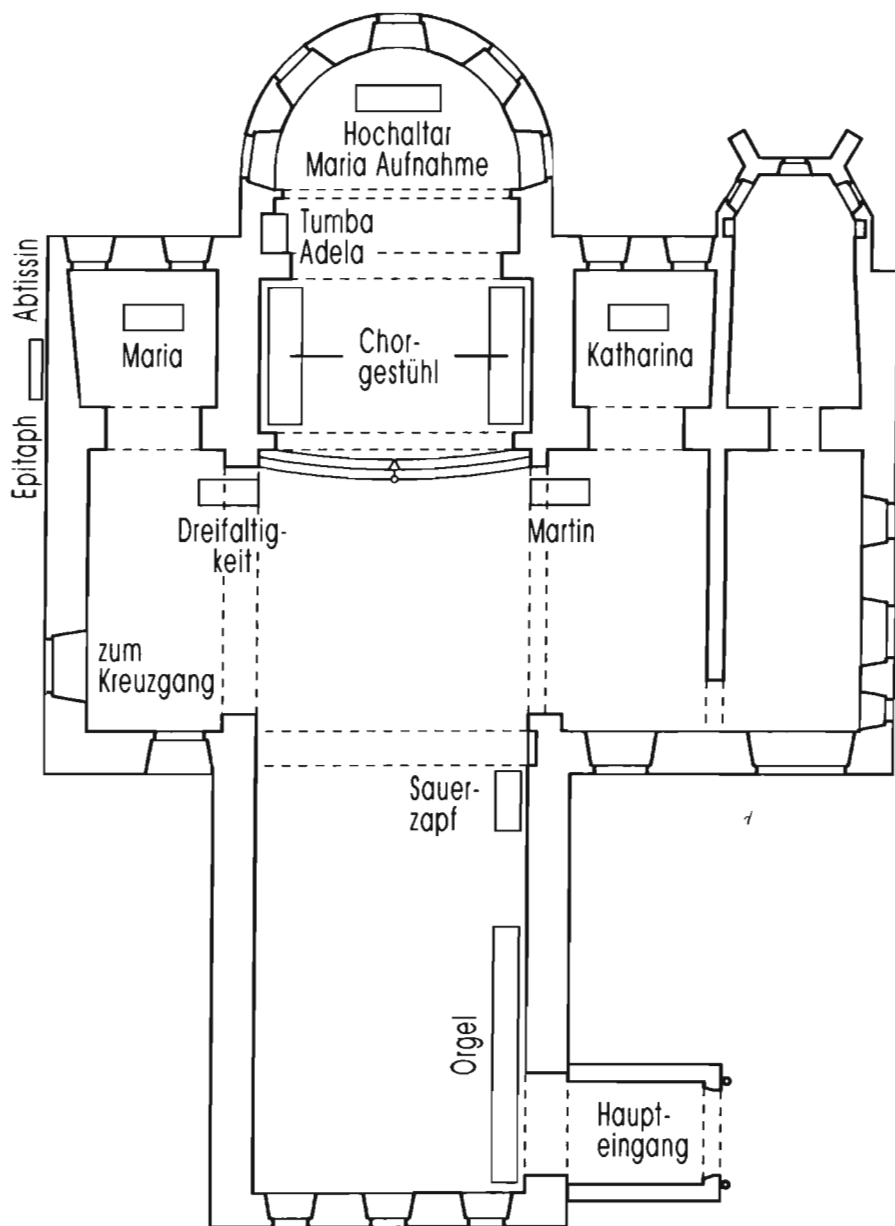 Hochaltar
Maria Aufnahme
Tumba
Adela
Epitaph Abtissin
Maria
Chor-
gestühl
Katharina
Dreifaltig-
keit
Martin
zum
Kreuzgang
Sauer-
zapf
Orgel
Haupt-
eingang